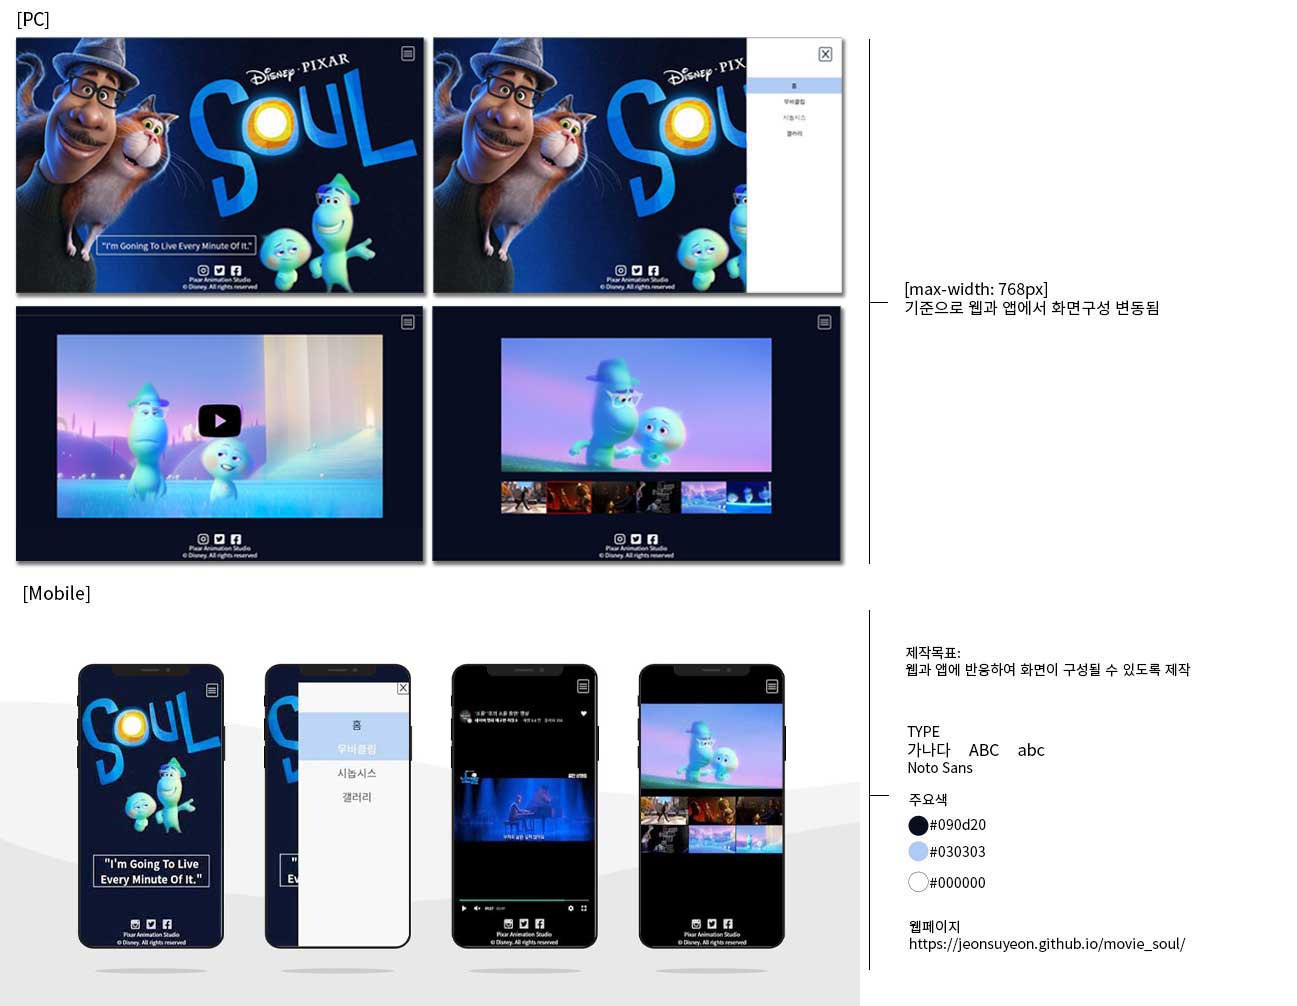 [PC]
DISNEY · PIXAR
SOUL
"I'm Goning To Live Every Minute Of It."
Pixar Animation Studio
© Disney. All rights reserved
DISNEY · PIX
SOU
X
홈
무비클립
시놉시스
갤러리
Pixar Animation Studio
© Disney. All rights reserved
[max-width: 768px]
기준으로 웹과 앱에서 화면구성 변동됨
Pixar Animation Studio
© Disney. All rights reserved
Pixar Animation Studio
© Disney. All rights reserved
[Mobile]
SOUL
"I'm Going To Live
Every Minute Of It."
Pixar Animation Studio
© Disney. All rights reserved
X
홈
무비클립
시놉시스
갤러리
Pixar Animation Studio
© Disney. All rights reserved
Pixar Animation Studio
© Disney. All rights reserved
제작목표:
웹과 앱에 반응하여 화면이 구성될 수 있도록 제작
TYPE
가나다 ABC abc
Noto Sans
주요색
#090d20
#030303
#000000
웹페이지
https://jeonsuyeon.github.io/movie_soul/